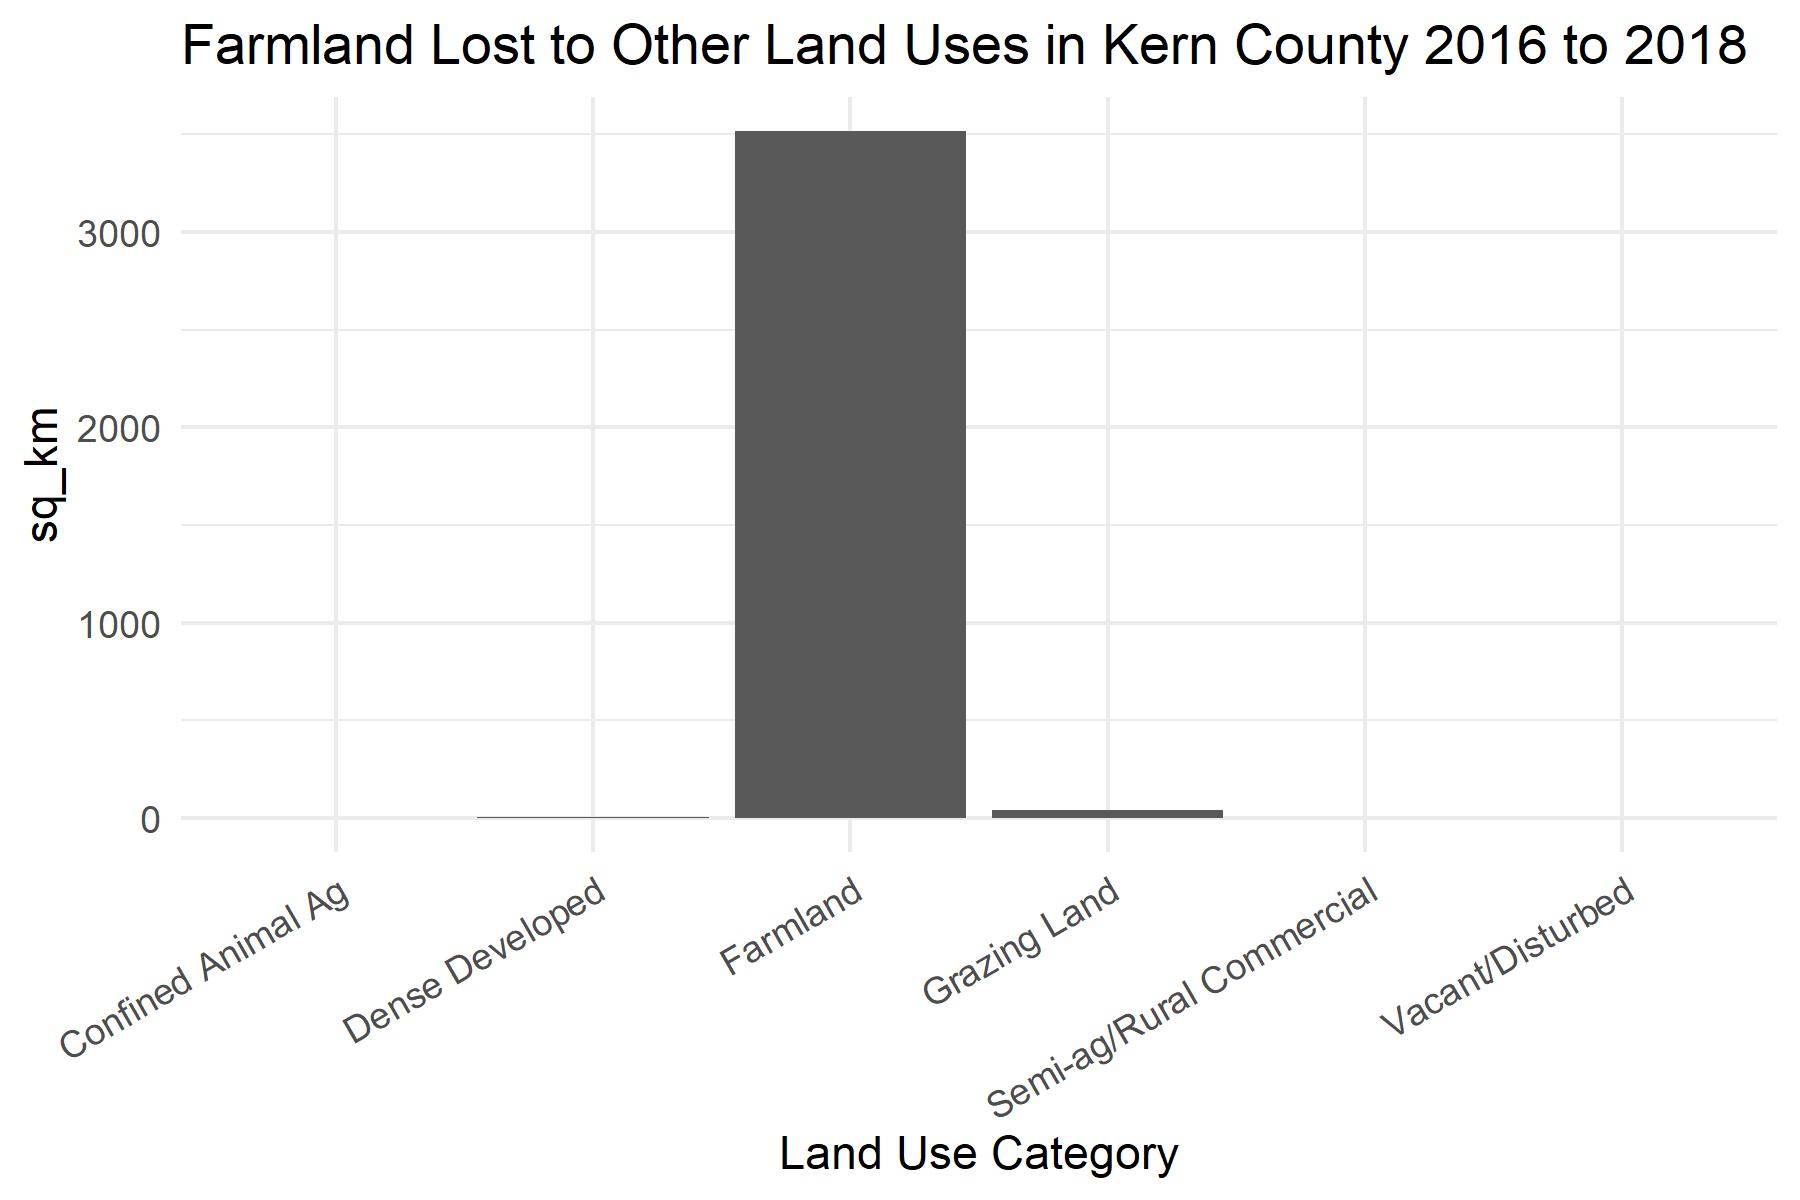 Farmland Lost to Other Land Uses in Kern County 2016 to 2018
sq_km
3000
2000
1000
0
Confined Animal Ag
Dense Developed
Farmland
Grazing Land
Semi-ag/Rural Commercial
Vacant/Disturbed
Land Use Category